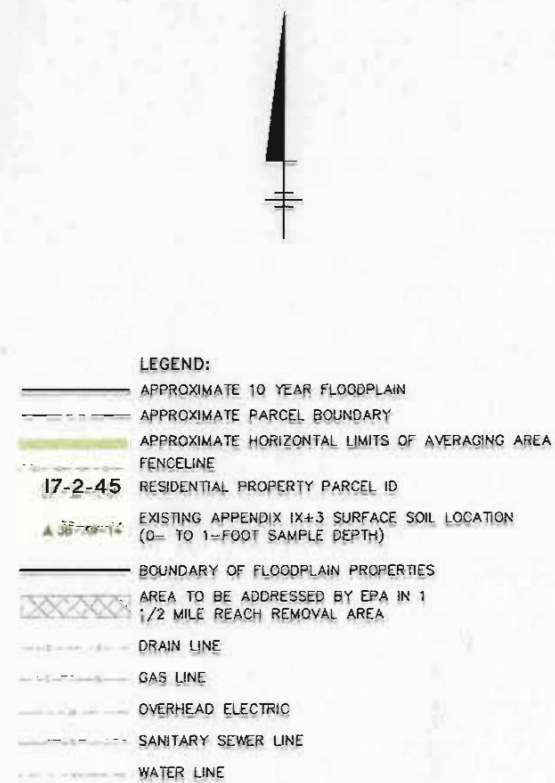 LEGEND:
APPROXIMATE 10 YEAR FLOODPLAIN
APPROXIMATE PARCEL BOUNDARY
APPROXIMATE HORIZONTAL LIMITS OF AVERAGING AREA
FENCELINE
17-2-45 RESIDENTIAL PROPERTY PARCEL ID
EXISTING APPENDIX IX+3 SURFACE SOIL LOCATION
(0- TO 1-FOOT SAMPLE DEPTH)
BOUNDARY OF FLOODPLAIN PROPERTIES
AREA TO BE ADDRESSED BY EPA IN 1
1/2 MILE REACH REMOVAL AREA
DRAIN LINE
GAS LINE
OVERHEAD ELECTRIC
SANITARY SEWER LINE
WATER LINE